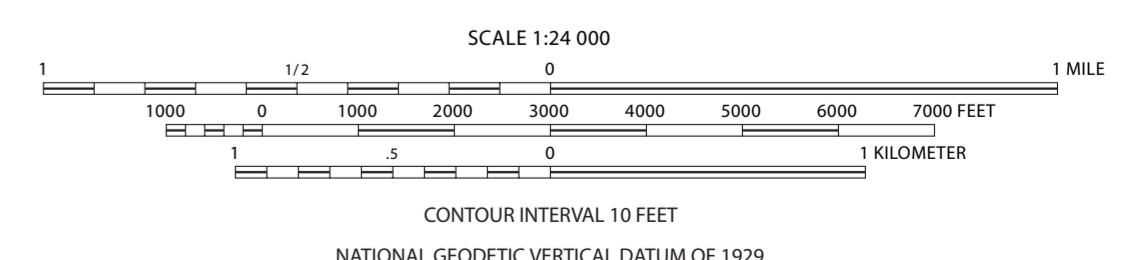 SCALE 1:24 000
1 1/2 0 1 MILE
1000 0 1000 2000 3000 4000 5000 6000 7000 FEET
1 .5 0 1 KILOMETER
CONTOUR INTERVAL 10 FEET
NATIONAL GEODETIC VERTICAL DATUM OF 1929